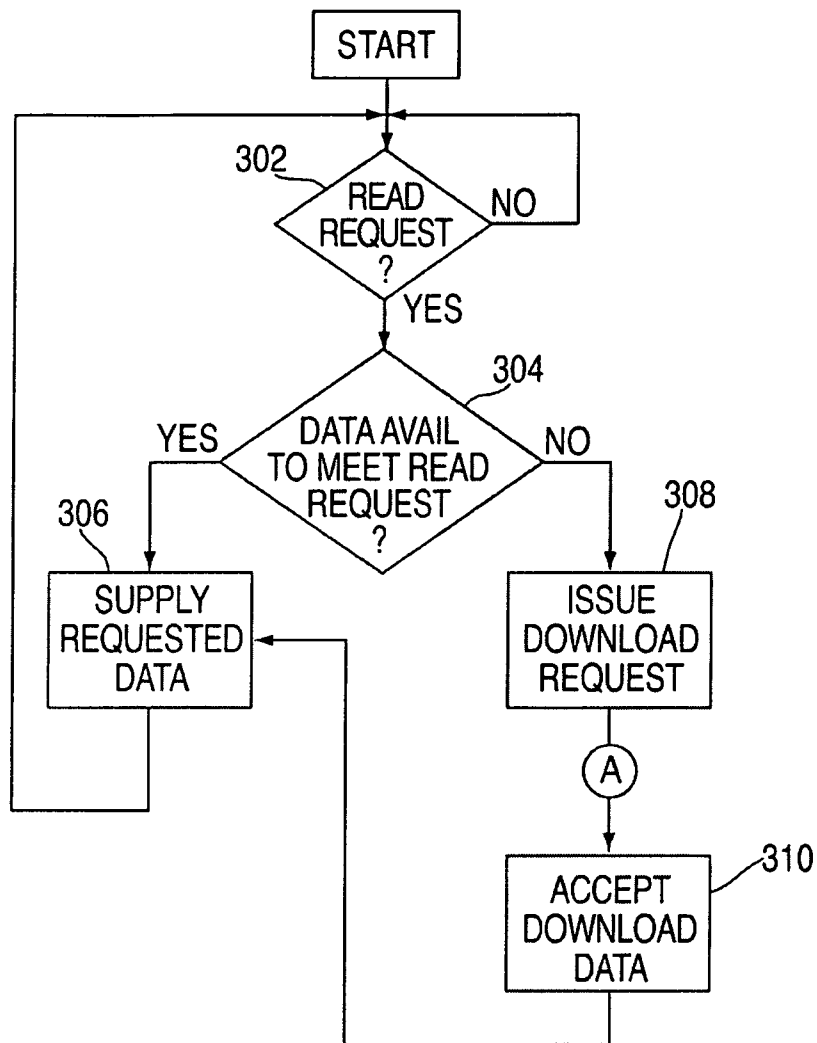 START
302
READ
REQUEST
?
NO
YES
304
DATA AVAIL
TO MEET READ
REQUEST
?
YES
NO
306
SUPPLY
REQUESTED
DATA
308
ISSUE
DOWNLOAD
REQUEST
A
310
ACCEPT
DOWNLOAD
DATA